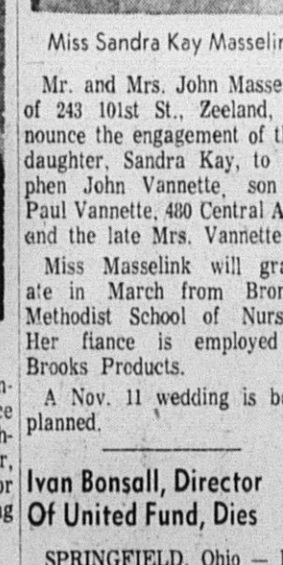 Miss Sandra Kay Masselin
Mr. and Mrs. John Masse
of 243 101st St., Zeeland,
nounce the engagement of t
daughter, Sandra Kay, to
phen John Vannette, son
Paul Vannette, 480 Central A
and the late Mrs. Vannette
Miss Masselink will gra
ate in March from Bron
Methodist School of Nurs
Her fiance is employed
Brooks Products.
A Nov. 11 wedding is be
planned.
Ivan Bonsall, Director
Of United Fund, Dies
SPRINGFIELD, Ohio —